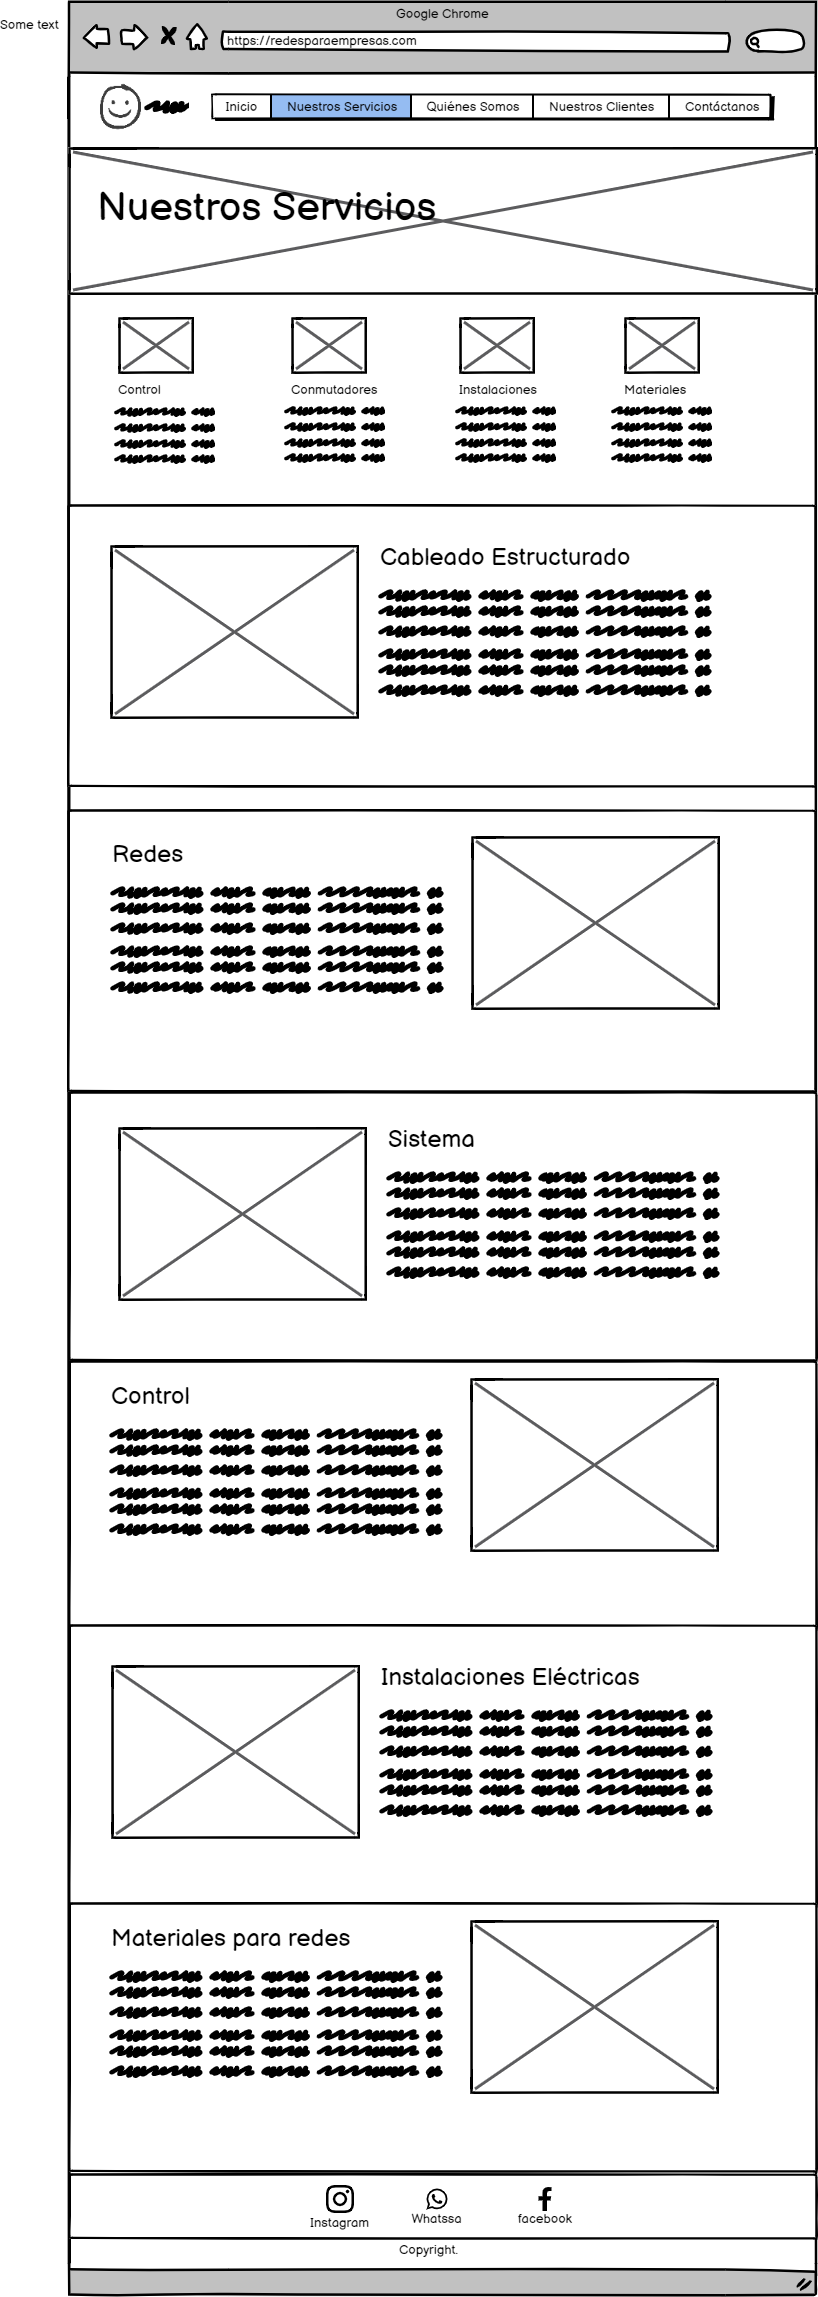 Some text
Google Chrome
https://redesparaempresas.com
Inicio
Nuestros Servicios
Quiénes Somos
Nuestros Clientes
Contáctanos
Nuestros Servicios
Control
Conmutadores
Instalaciones
Materiales
Cableado Estructurado
Redes
Sistema
Control
Instalaciones Eléctricas
Materiales para redes
Instagram
Whatssa
facebook
Copyright.